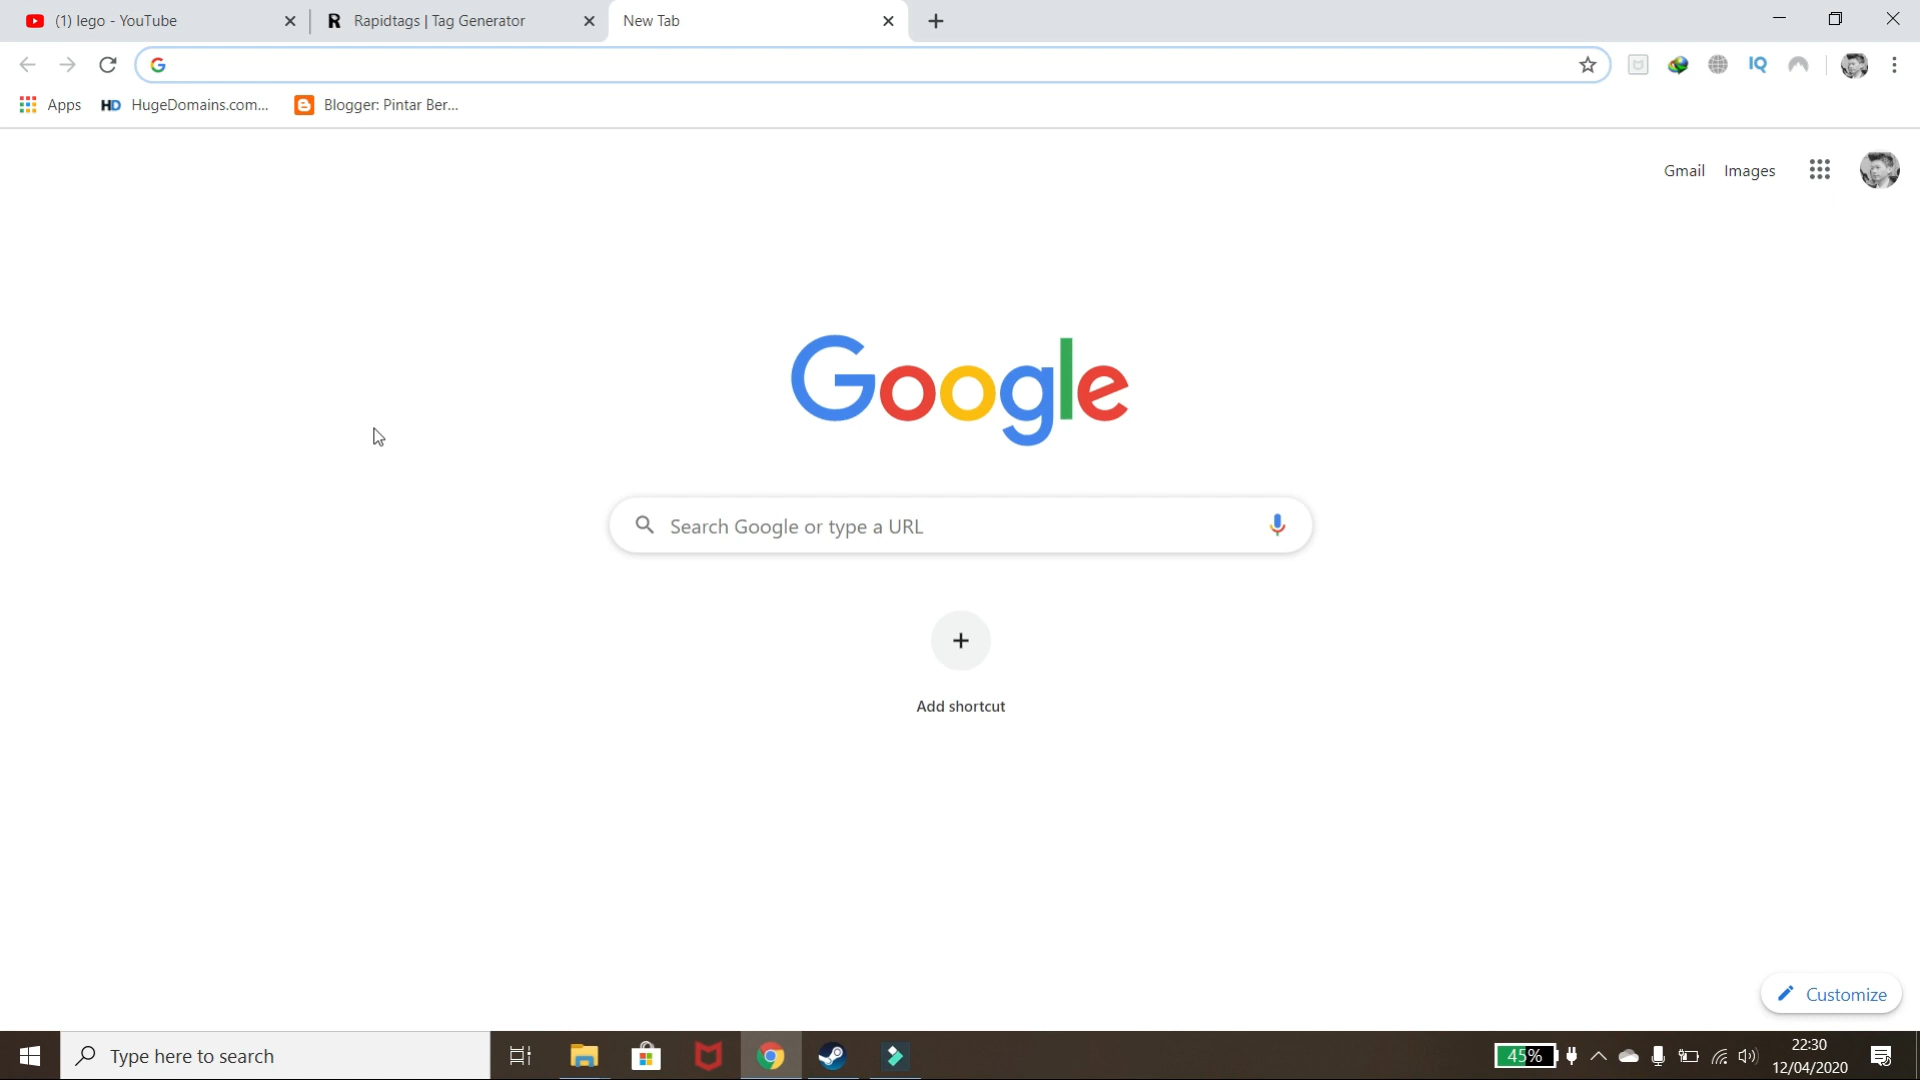 (1) lego - YouTube
Rapidtags | Tag Generator
New Tab
Apps
HD HugeDomains.com...
Blogger: Pintar Ber...
IQ
Gmail
Images
Google
Search Google or type a URL
Add shortcut
Customize
Type here to search
45%
22:30
12/04/2020